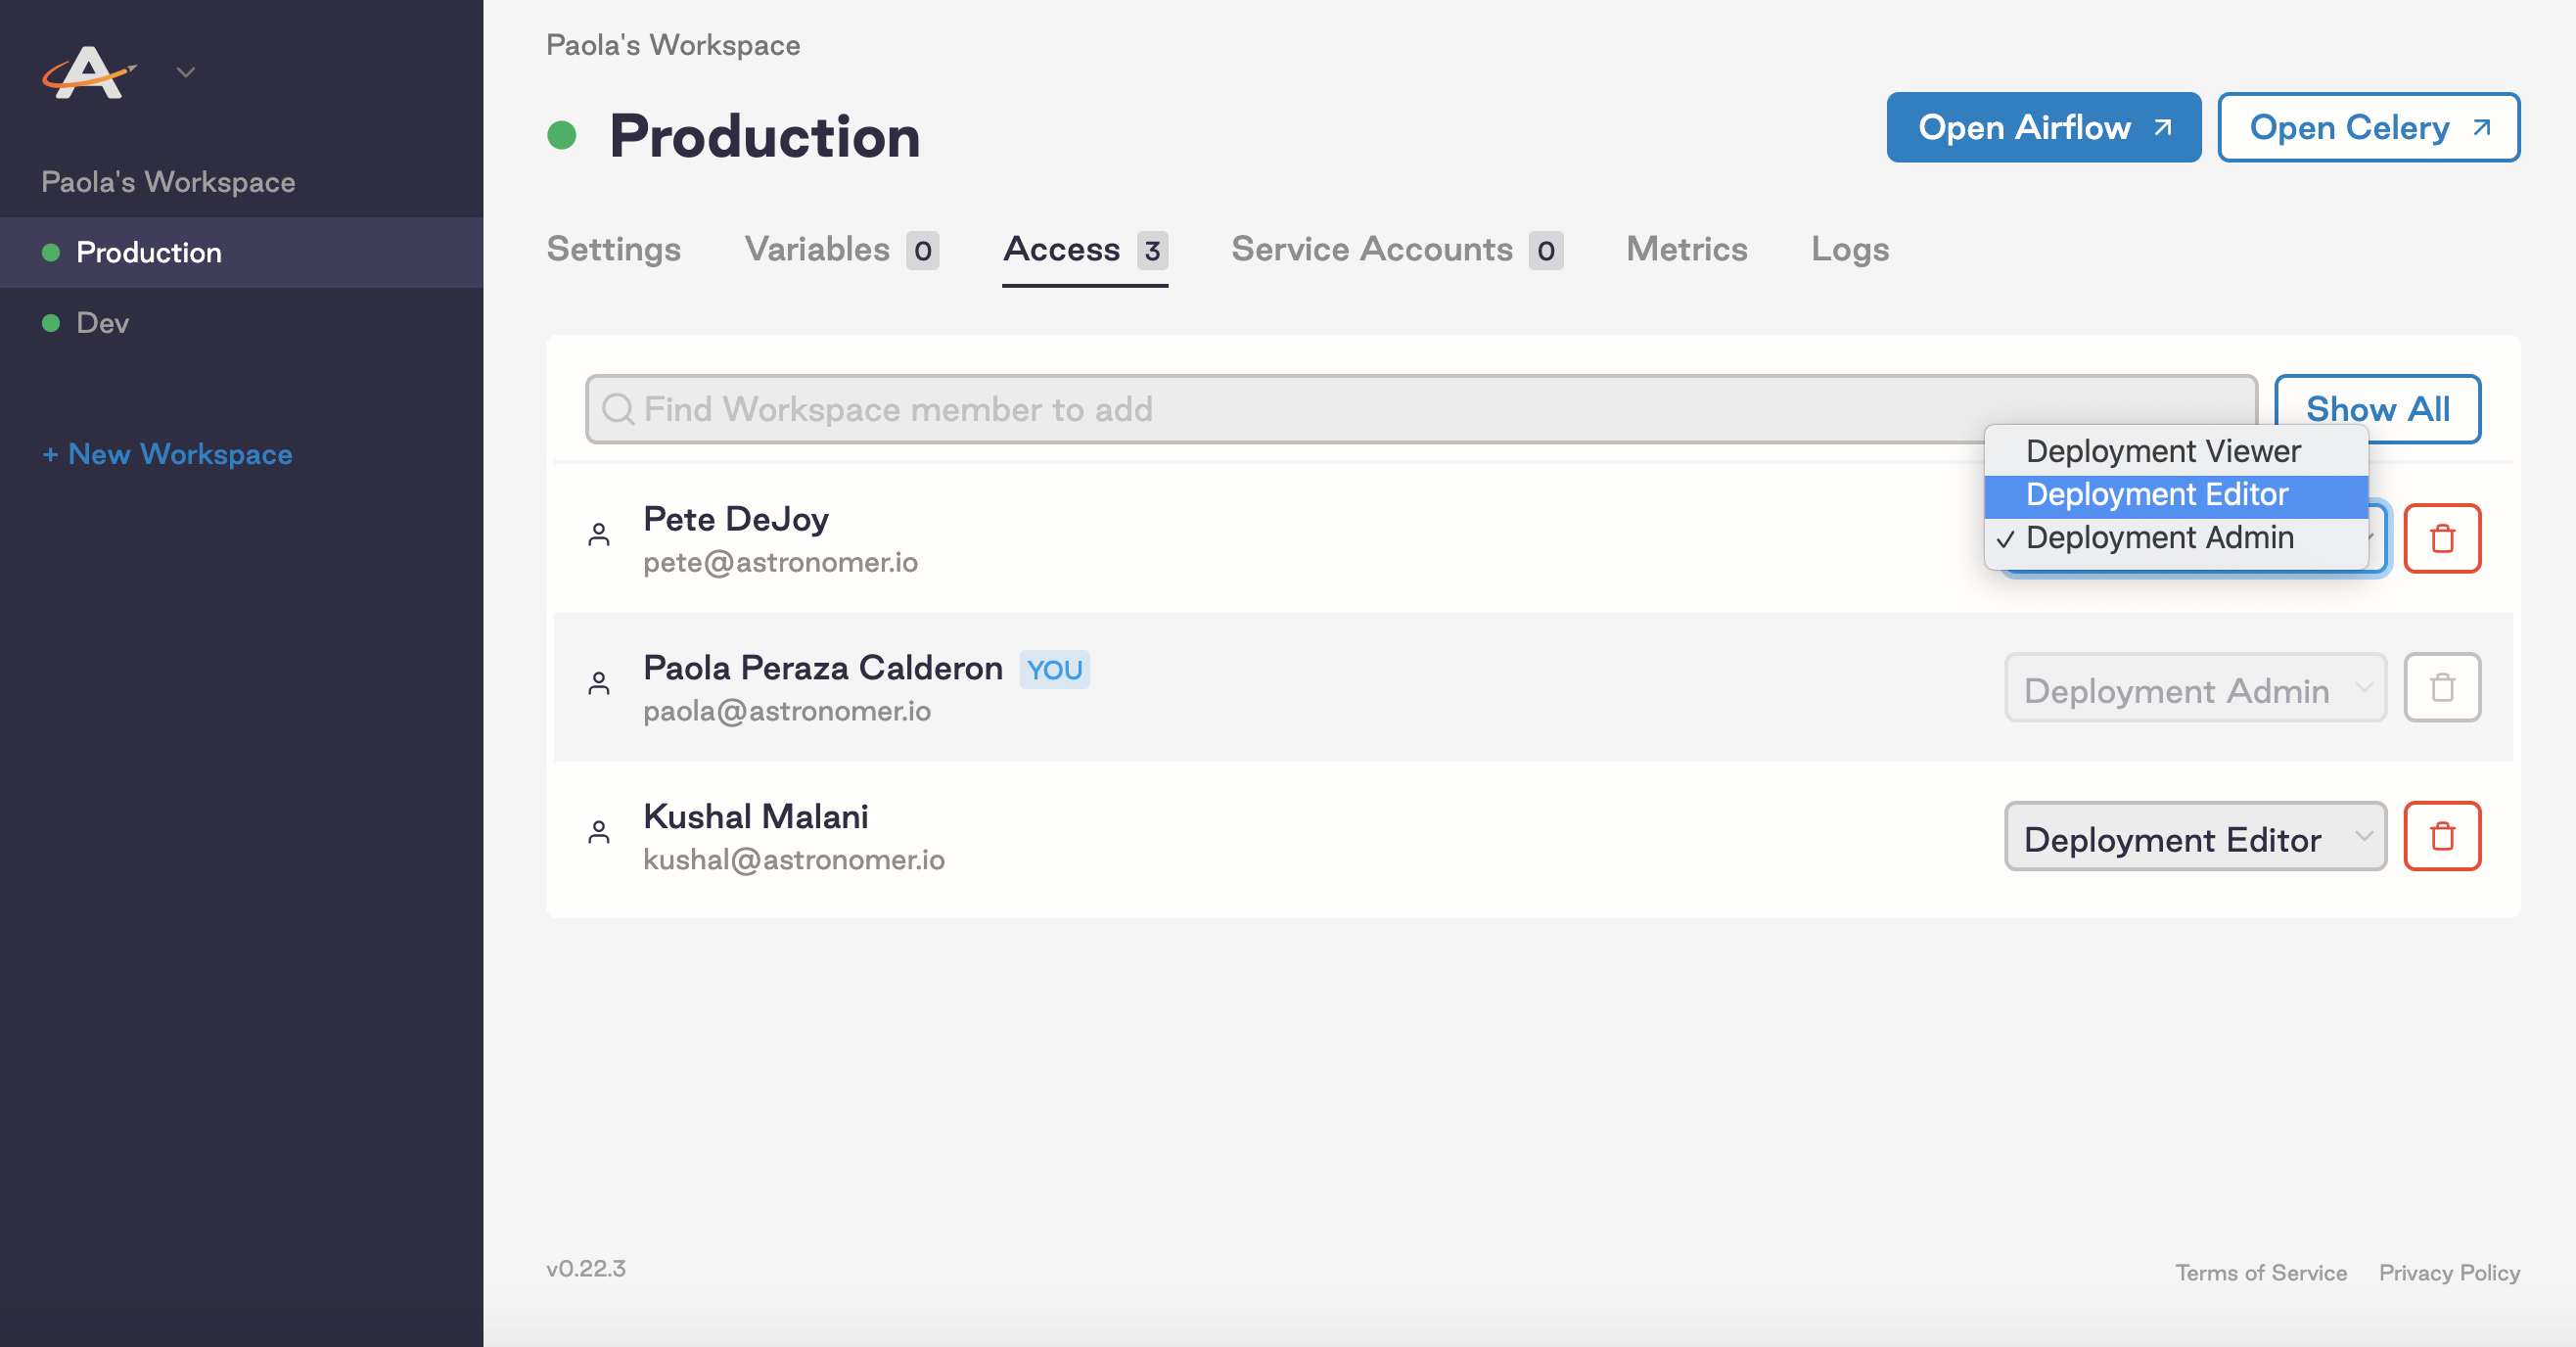 Paola's Workspace
Production
Dev
+ New Workspace
Paola's Workspace
Production
Open Airflow
Open Celery
Settings
Variables 0
Access 3
Service Accounts 0
Metrics
Logs
Find Workspace member to add
Show All
Deployment Viewer
Deployment Editor
✓ Deployment Admin
Pete DeJoy
pete@astronomer.io
Paola Peraza Calderon YOU
paola@astronomer.io
Deployment Admin
Kushal Malani
kushal@astronomer.io
Deployment Editor
v0.22.3
Terms of Service
Privacy Policy